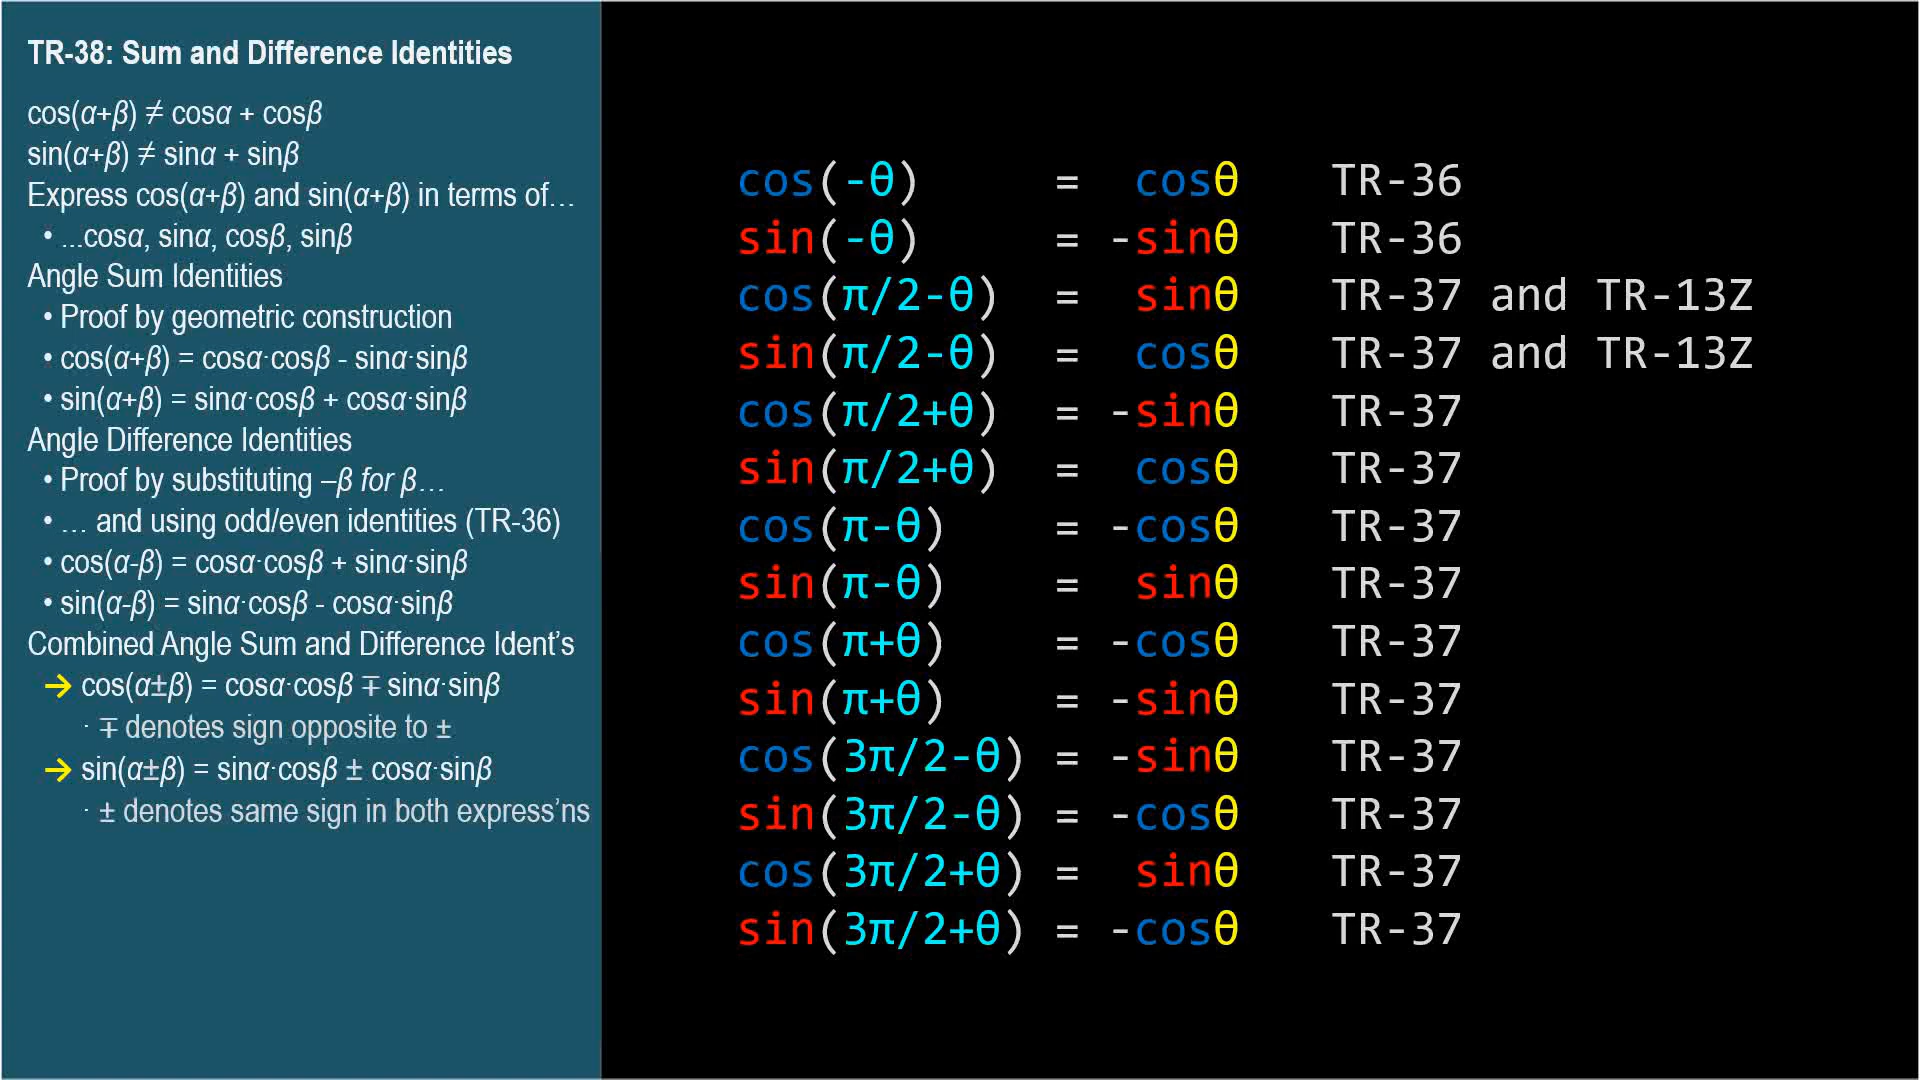 TR-38: Sum and Difference Identities
cos(α+β) ≠ cosα + cosβ
sin(α+β) ≠ sinα + sinβ
Express cos(α+β) and sin(α+β) in terms of…
• ...cosα, sinα, cosβ, sinβ
Angle Sum Identities
• Proof by geometric construction
• cos(α+β) = cosα·cosβ - sinα·sinβ
• sin(α+β) = sinα·cosβ + cosα·sinβ
Angle Difference Identities
• Proof by substituting –β for β…
• … and using odd/even identities (TR-36)
• cos(α-β) = cosα·cosβ + sinα·sinβ
• sin(α-β) = sinα·cosβ - cosα·sinβ
Combined Angle Sum and Difference Ident’s
→ cos(α±β) = cosα·cosβ ∓ sinα·sinβ
· ∓ denotes sign opposite to ±
→ sin(α±β) = sinα·cosβ ± cosα·sinβ
· ± denotes same sign in both express’ns
cos(-θ) = cosθ TR-36
sin(-θ) = -sinθ TR-36
cos(π/2-θ) = sinθ TR-37 and TR-13Z
sin(π/2-θ) = cosθ TR-37 and TR-13Z
cos(π/2+θ) = -sinθ TR-37
sin(π/2+θ) = cosθ TR-37
cos(π-θ) = -cosθ TR-37
sin(π-θ) = sinθ TR-37
cos(π+θ) = -cosθ TR-37
sin(π+θ) = -sinθ TR-37
cos(3π/2-θ) = -sinθ TR-37
sin(3π/2-θ) = -cosθ TR-37
cos(3π/2+θ) = sinθ TR-37
sin(3π/2+θ) = -cosθ TR-37